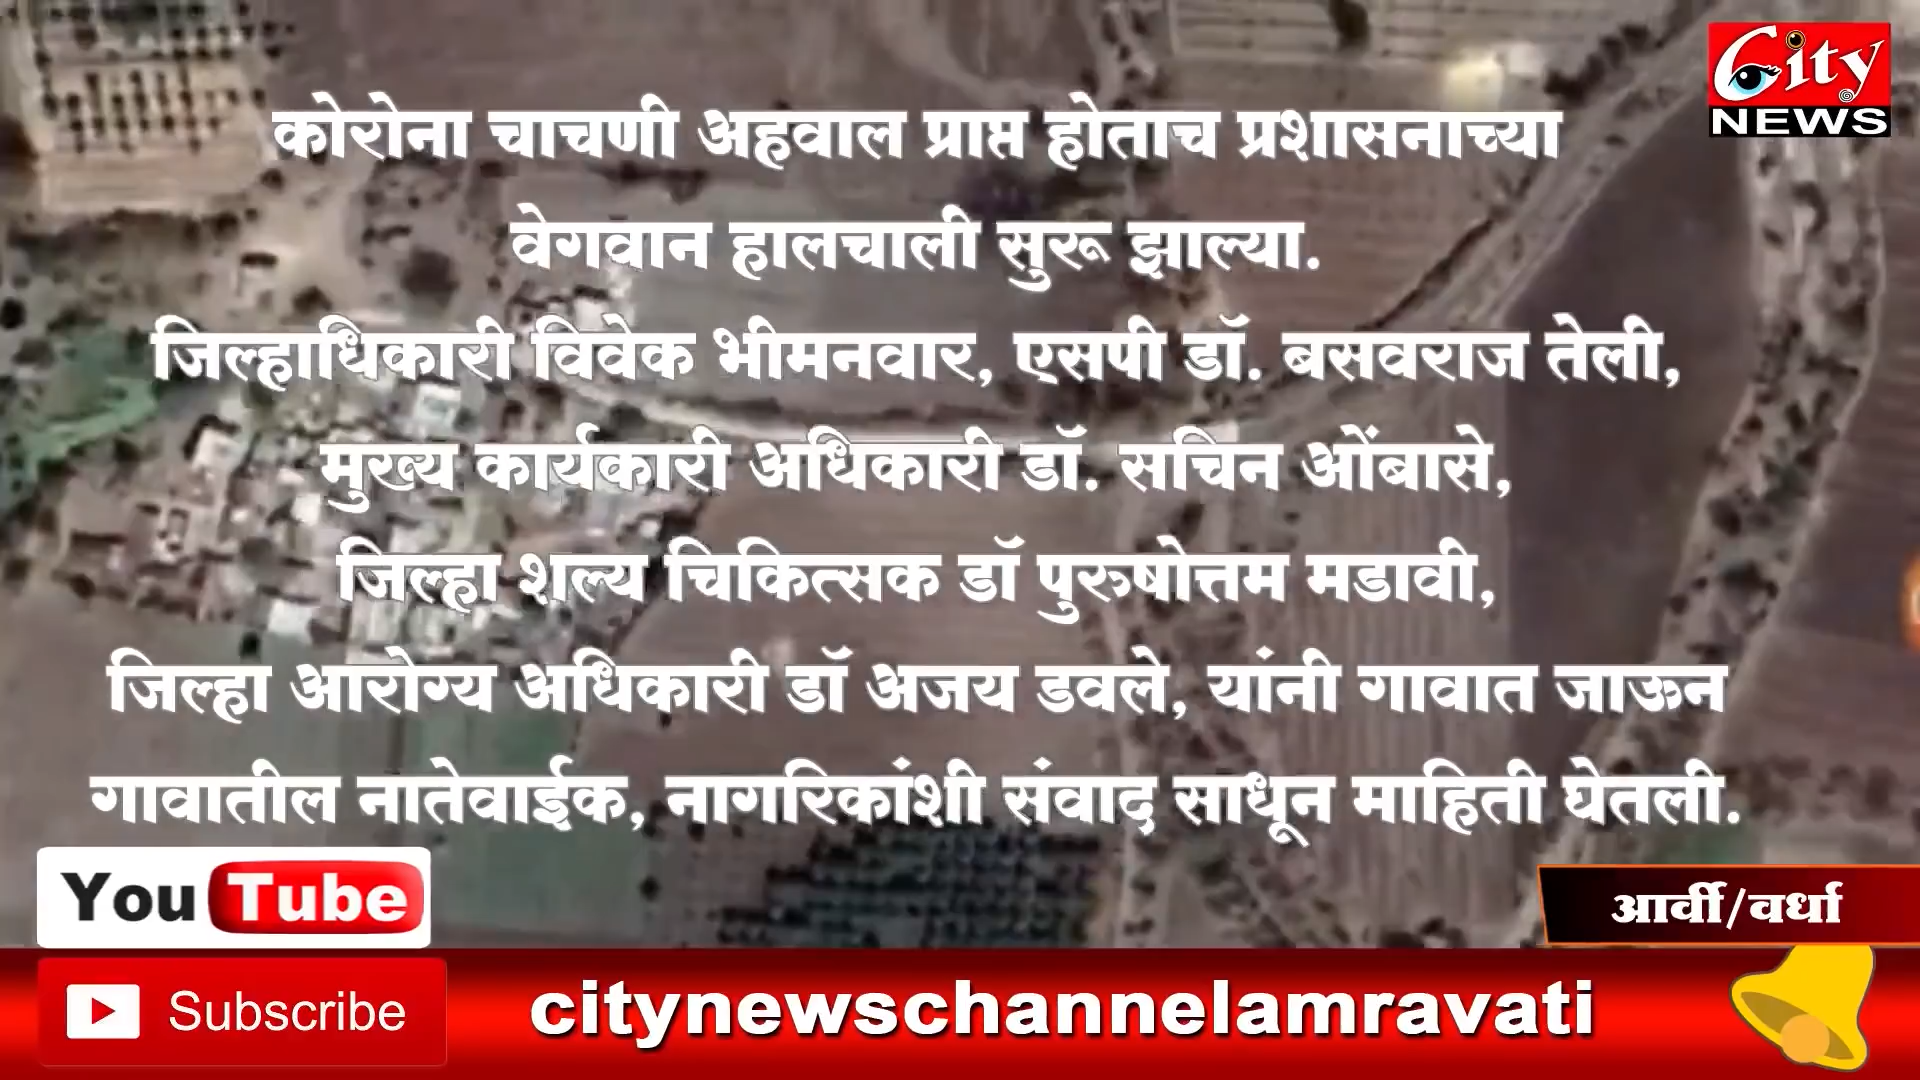 City
NEWS
कोरोना चाचणी अहवाल प्राप्त होताच प्रशासनाच्या
वेगवान हालचाली सुरू झाल्या.
जिल्हाधिकारी विवेक भीमनवार, एसपी डॉ. बसवराज तेली,
मुख्य कार्यकारी अधिकारी डॉ. सचिन ओंबासे,
जिल्हा शल्य चिकित्सक डॉ पुरुषोत्तम मडावी,
जिल्हा आरोग्य अधिकारी डॉ अजय डवले, यांनी गावात जाऊन
गावातील नातेवाईक, नागरिकांशी संवाद साधून माहिती घेतली.
YouTube
आर्वी/वर्धा
Subscribe
citynewschannelamravati